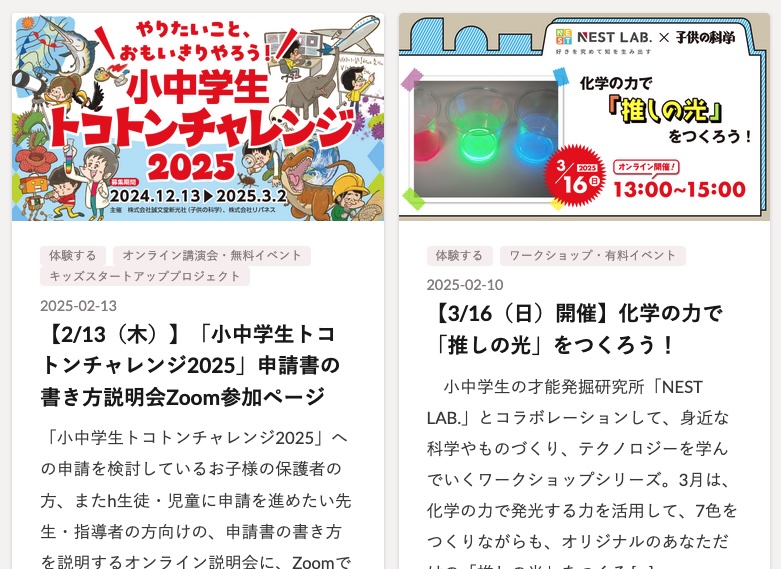 やりたいこと、
おもいきりやろう!
小中学生
トコトンチャレンジ
2025
募集期間
2024.12.13▶2025.3.2
主催 株式会社誠文堂新光社(子供の科学)、株式会社リバネス
体験する
オンライン講演会・無料イベント
キッズスタートアッププロジェクト
2025-02-13
【2/13（木）】「小中学生トコ
トンチャレンジ2025」申請書の
書き方説明会Zoom参加ページ
「小中学生トコトンチャレンジ2025」へ
の申請を検討しているお子様の保護者の
方、またh生徒・児童に申請を進めたい先
生・指導者の方向けの、申請書の書き方
を説明するオンライン説明会に、Zoomで
NEST
NEST LAB. × 子供の科学
好きを究めて知を生み出す
化学の力で
「推しの光」
をつくろう!
3/16 2025 日
オンライン開催!
13:00~15:00
体験する
ワークショップ・有料イベント
2025-02-10
【3/16（日）開催】化学の力で
「推しの光」をつくろう！
小中学生の才能発掘研究所「NEST
LAB.」とコラボレーションして、身近な
科学やものづくり、テクノロジーを学ん
でいくワークショップシリーズ。3月は、
化学の力で発光する力を活用して、7色を
つくりながらも、オリジナルのあなただ